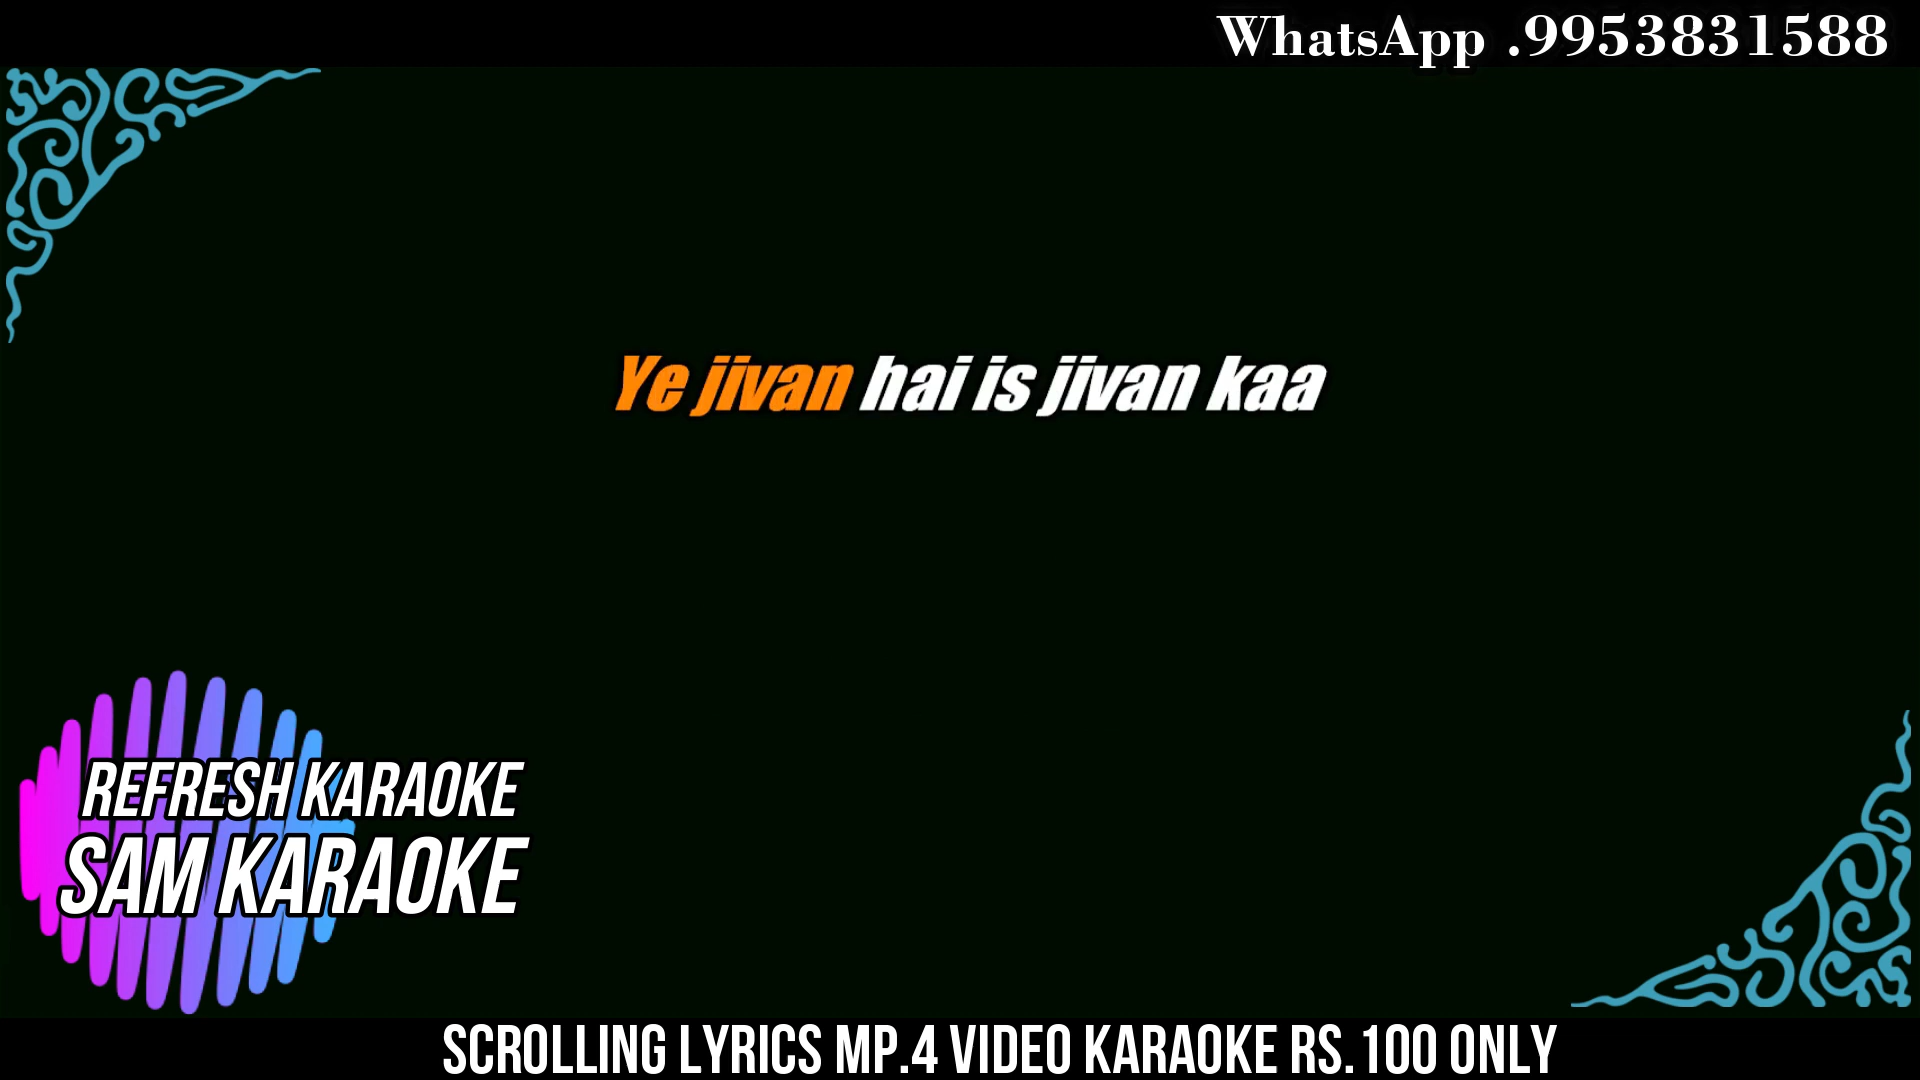 WhatsApp .9953831588
Ye jivan hai is jivan kaa
REFRESH KARAOKE
SAM KARAOKE
SCROLLING LYRICS MP.4 VIDEO KARAOKE RS.100 ONLY